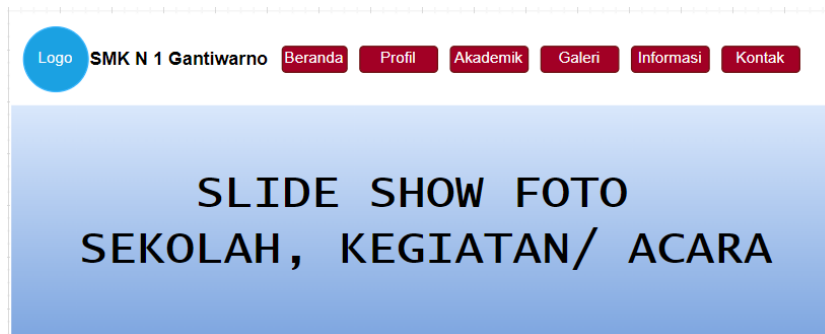 Logo SMK N 1 Gantiwarno Beranda Profil Akademik Galeri Informasi Kontak
SLIDE SHOW FOTO
SEKOLAH, KEGIATAN/ ACARA